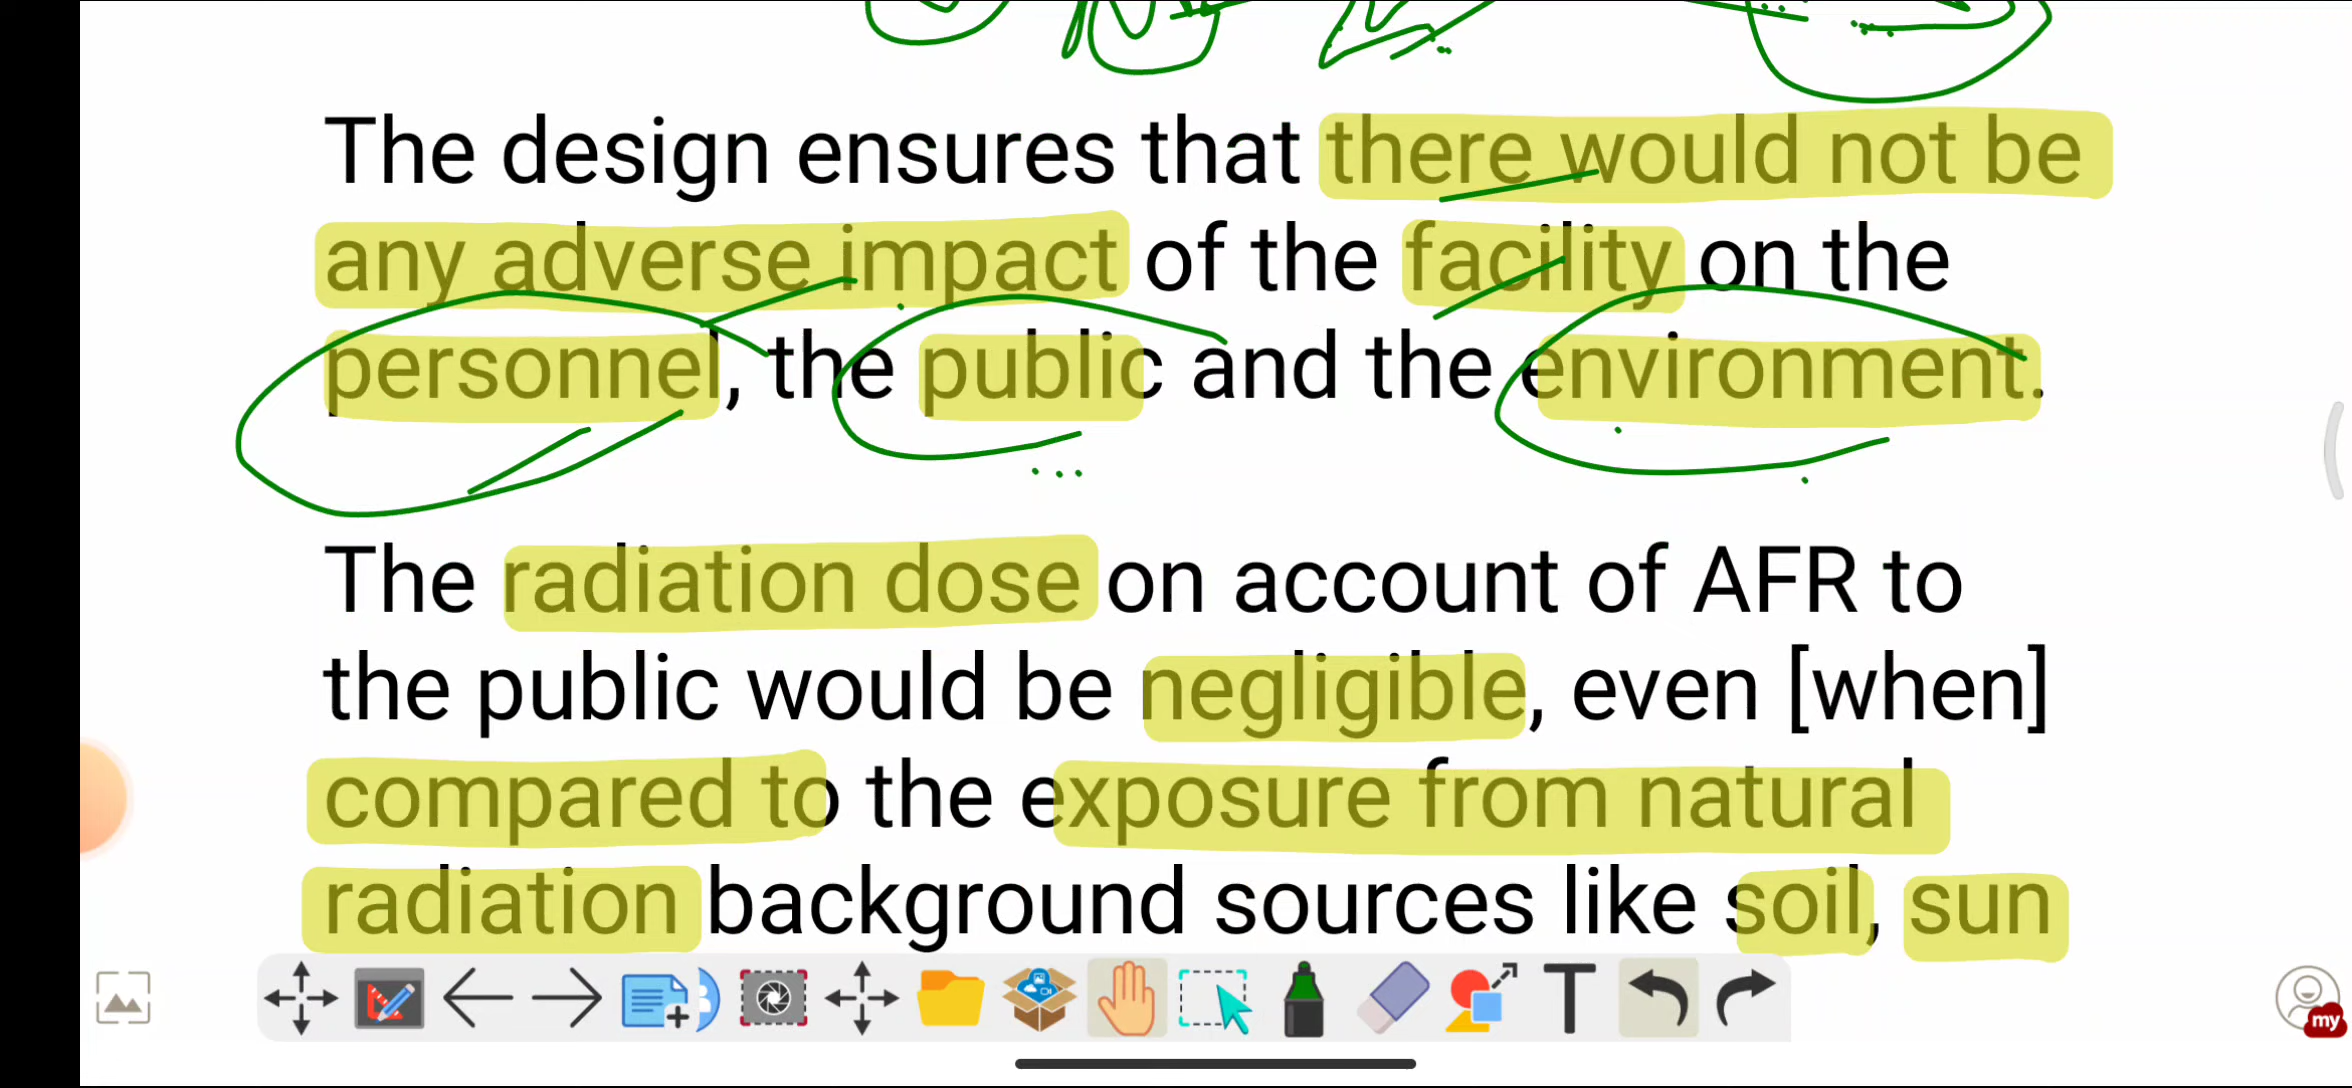 The design ensures that there would not be
any adverse impact of the facility on the
personnel, the public and the environment.
The radiation dose on account of AFR to
the public would be negligible, even [when]
compared to the exposure from natural
radiation background sources like soil, sun
T
my